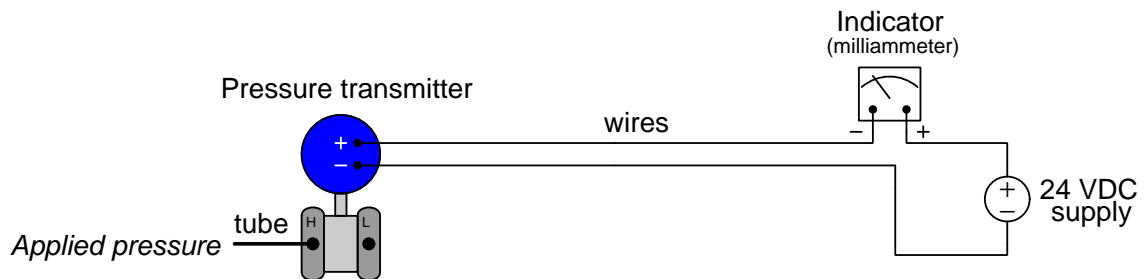 Indicator
(milliammeter)
Pressure transmitter
wires
+
−
− +
+
−
24 VDC
supply
H L
tube
Applied pressure